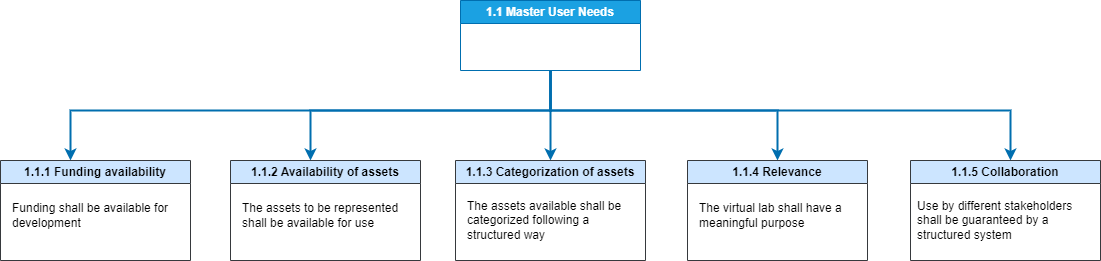 1.1 Master User Needs
1.1.1 Funding availability
Funding shall be available for
development
1.1.2 Availability of assets
The assets to be represented
shall be available for use
1.1.3 Categorization of assets
The assets available shall be
categorized following a
structured way
1.1.4 Relevance
The virtual lab shall have a
meaningful purpose
1.1.5 Collaboration
Use by different stakeholders
shall be guaranteed by a
structured system